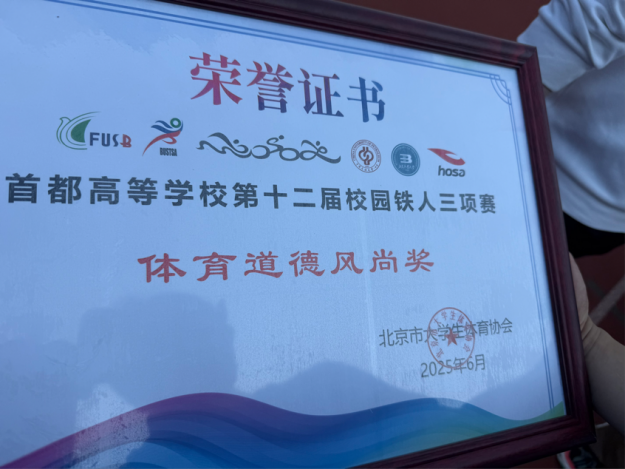 荣誉证书
FUSB
hosa
首都高等学校第十二届校园铁人三项赛
体育道德风尚奖
北京市大学生体育协会
2025年6月